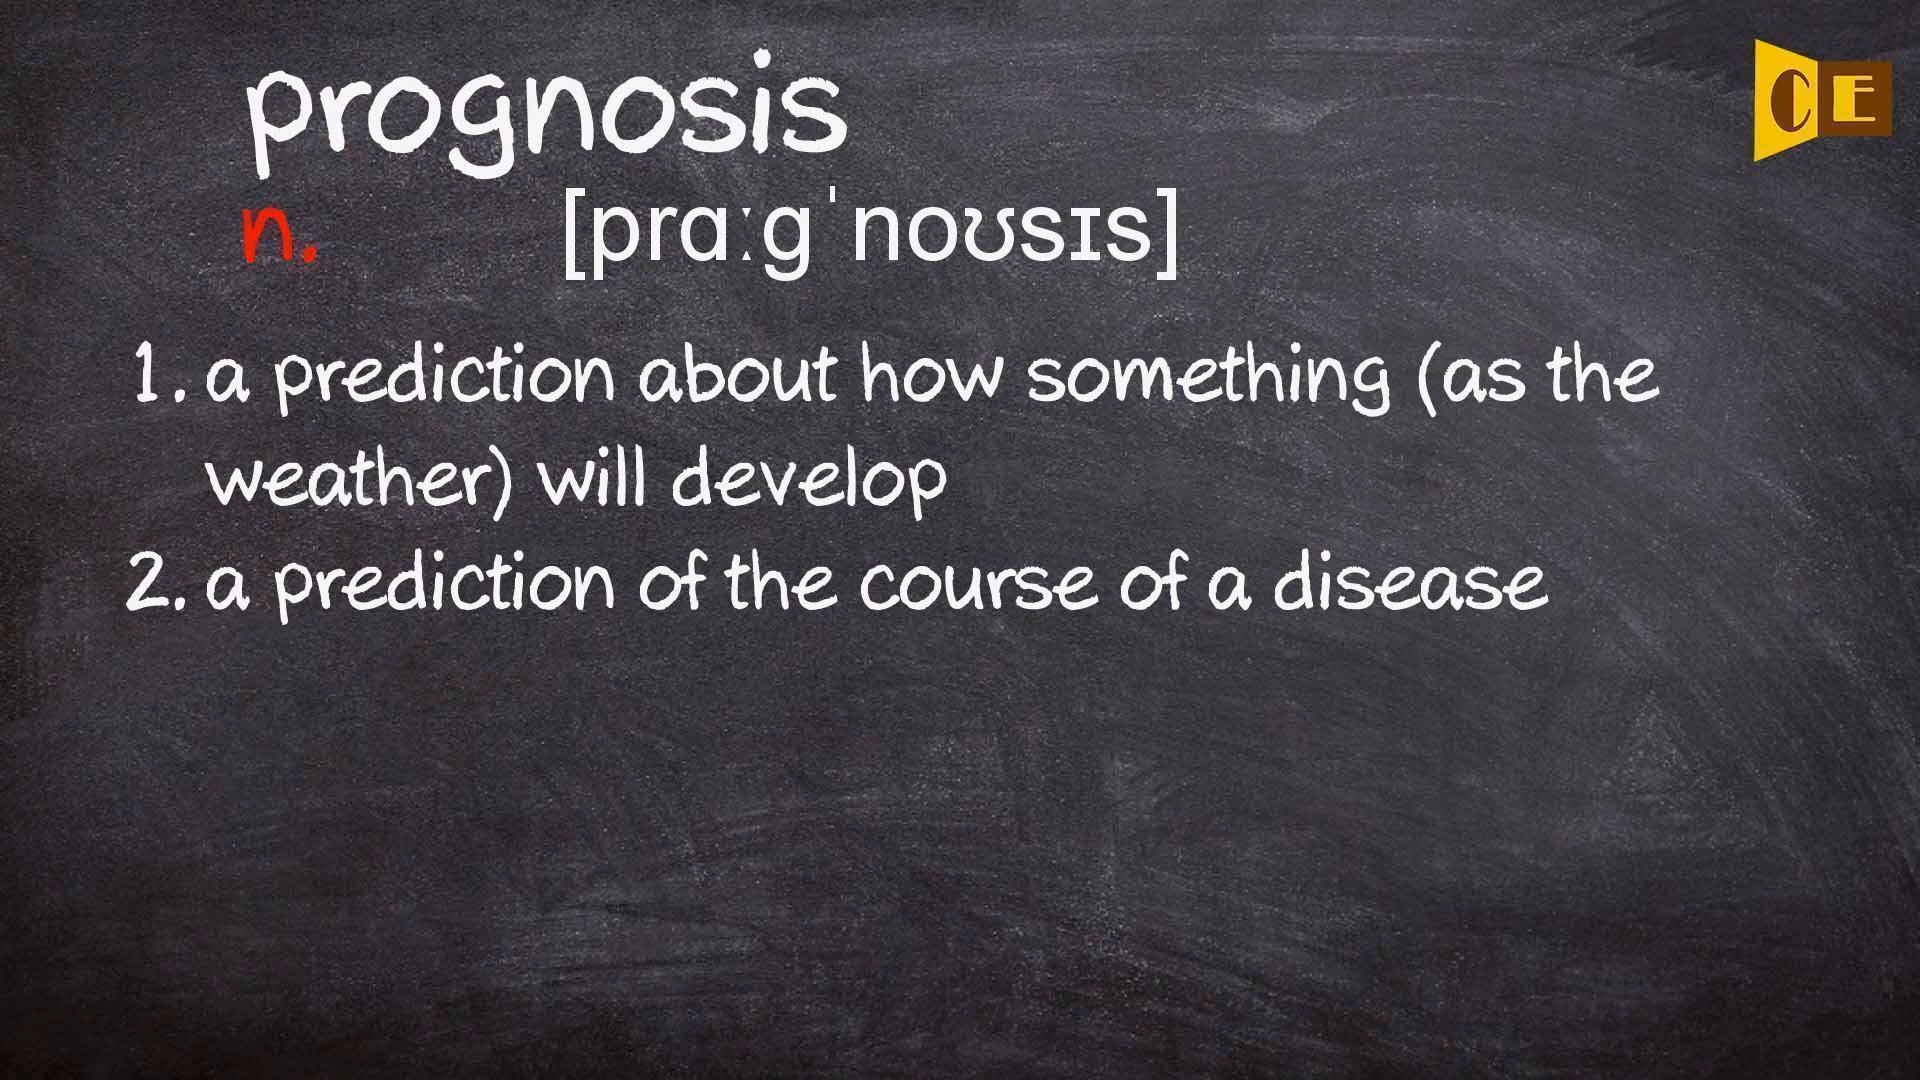 prognosis
n. [prɑːɡˈnoʊsɪs]
1. a prediction about how something (as the
weather) will develop
2. a prediction of the course of a disease
CE